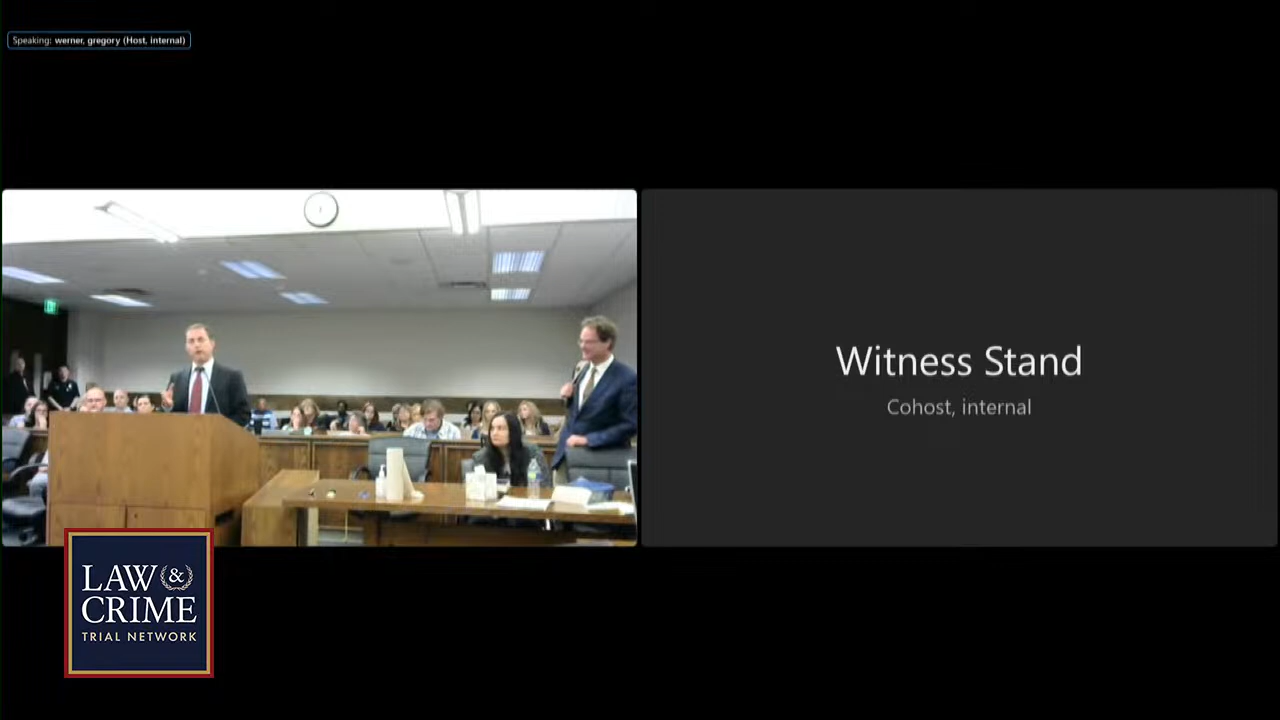 Speaking: werner, gregory (Host, internal)
Witness Stand
Cohost, internal
LAW &
CRIME
TRIAL NETWORK